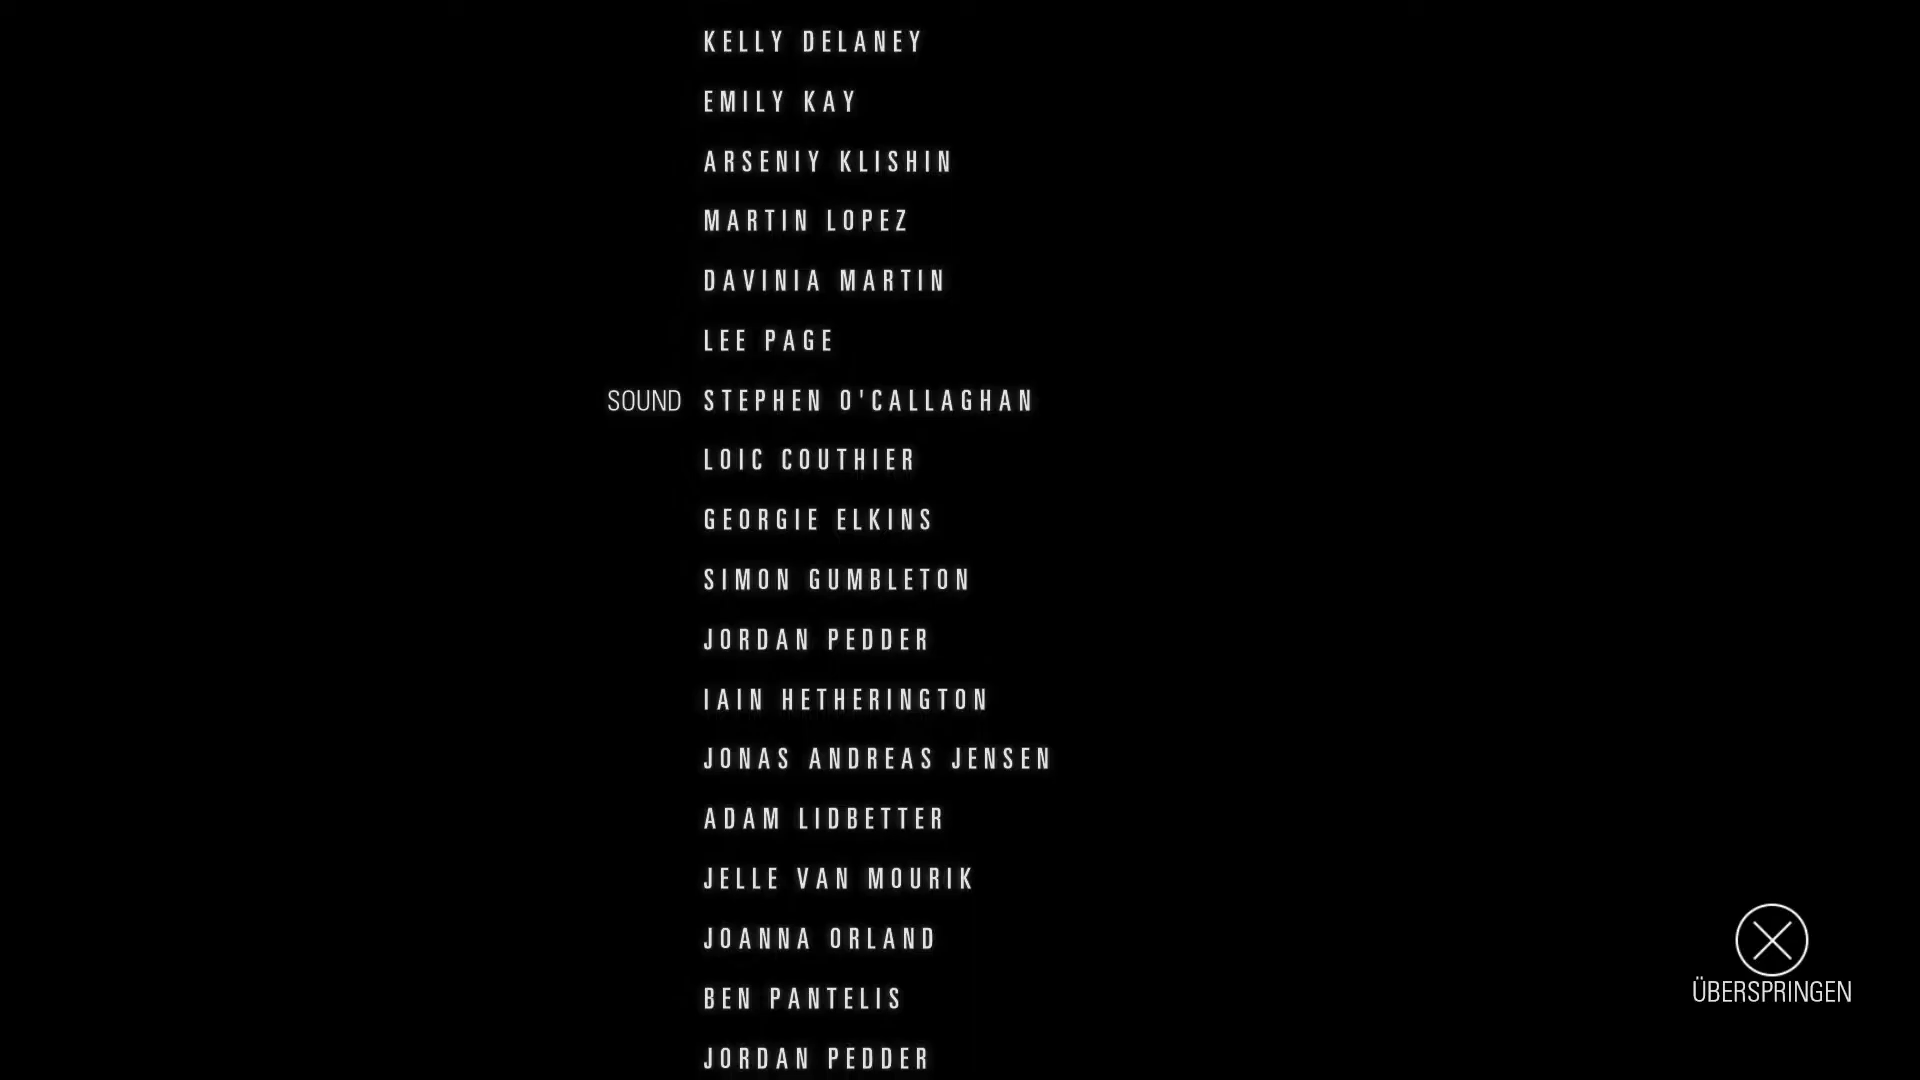 KELLY DELANEY
EMILY KAY
ARSENIY KLISHIN
MARTIN LOPEZ
DAVINIA MARTIN
LEE PAGE
SOUND STEPHEN O'CALLAGHAN
LOIC COUTHIER
GEORGIE ELKINS
SIMON GUMBLETON
JORDAN PEDDER
IAIN HETHERINGTON
JONAS ANDREAS JENSEN
ADAM LIDBETTER
JELLE VAN MOURIK
JOANNA ORLAND
BEN PANTELIS
JORDAN PEDDER
ÜBERSPRINGEN